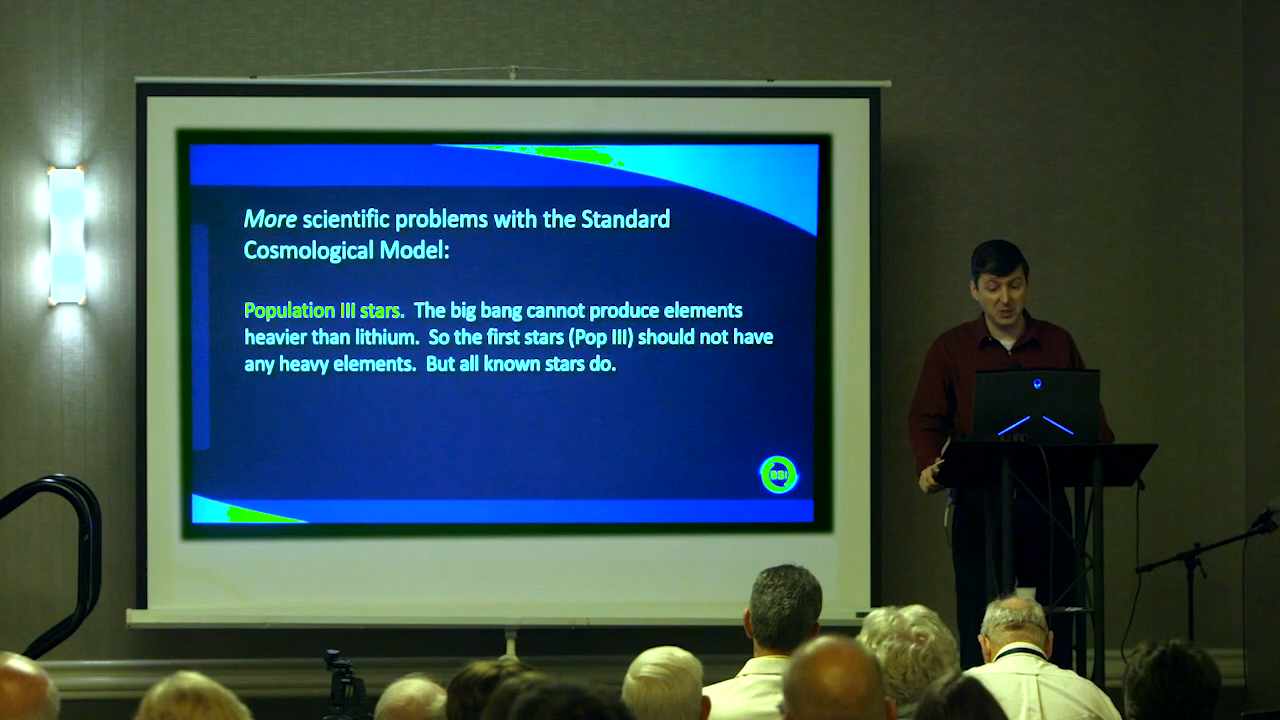 More scientific problems with the Standard
Cosmological Model:
Population III stars. The big bang cannot produce elements
heavier than lithium. So the first stars (Pop III) should not have
any heavy elements. But all known stars do.